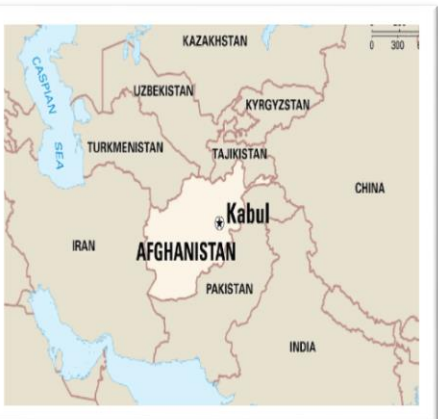 KAZAKHSTAN
0 300
CASPIAN SEA
UZBEKISTAN
KYRGYZSTAN
TURKMENISTAN
TAJIKISTAN
CHINA
Kabul
IRAN
AFGHANISTAN
PAKISTAN
INDIA